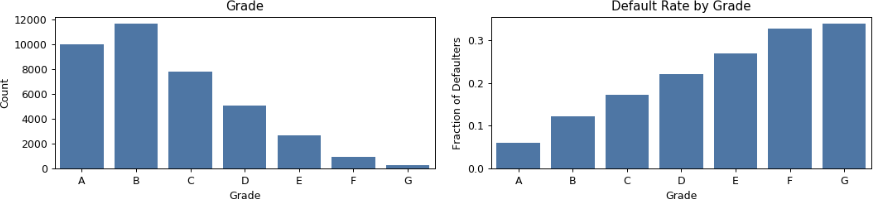 Grade
12000
10000
8000
6000
4000
2000
0
Count
A B C D E F G
Grade
Default Rate by Grade
0.3
0.2
0.1
0.0
Fraction of Defaulters
A B C D E F G
Grade